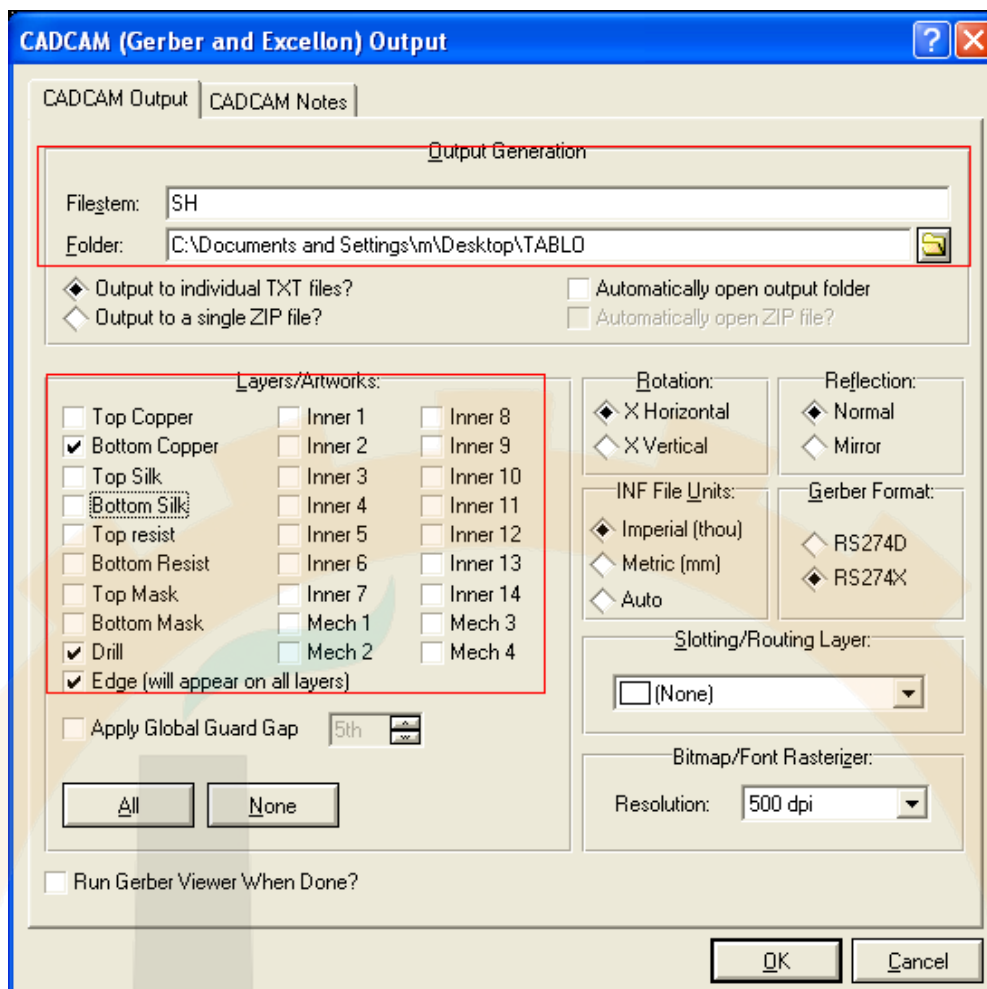 CADCAM (Gerber and Excellon) Output
CADCAM Output
CADCAM Notes
Output Generation
Filestem: SH
Folder: C:\Documents and Settings\m\Desktop\TABLO
Output to individual TXT files?
Automatically open output folder
Output to a single ZIP file?
Automatically open ZIP file?
Layers/Artworks:
Top Copper Inner 1 Inner 8
Bottom Copper Inner 2 Inner 9
Top Silk Inner 3 Inner 10
Bottom Silk Inner 4 Inner 11
Top resist Inner 5 Inner 12
Bottom Resist Inner 6 Inner 13
Top Mask Inner 7 Inner 14
Bottom Mask Mech 1 Mech 3
Drill Mech 2 Mech 4
Edge (will appear on all layers)
Apply Global Guard Gap 5th
All None
Rotation:
X Horizontal
X Vertical
Reflection:
Normal
Mirror
INF File Units:
Imperial (thou)
Metric (mm)
Auto
Gerber Format:
RS274D
RS274X
Slotting/Routing Layer:
(None)
Bitmap/Font Rasterizer:
Resolution: 500 dpi
Run Gerber Viewer When Done?
OK Cancel